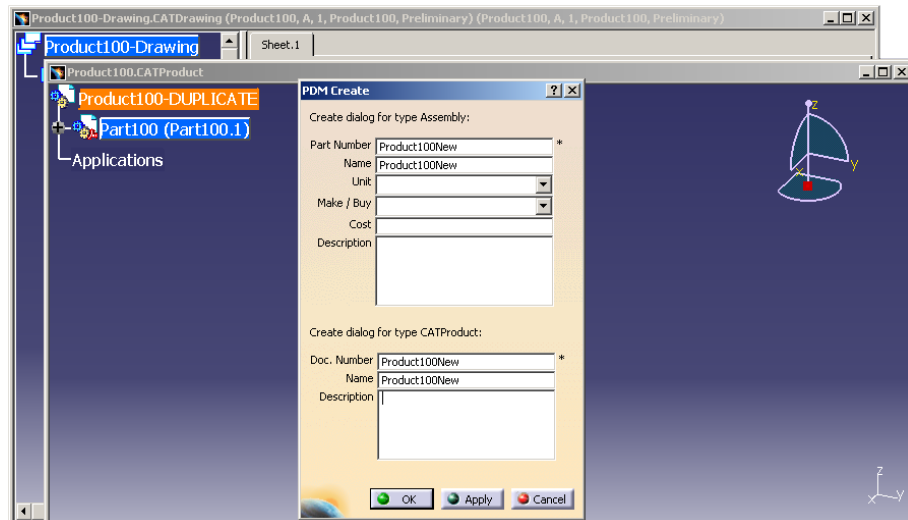 Product100-Drawing.CATDrawing (Product100, A, 1, Product100, Preliminary) (Product100, A, 1, Product100, Preliminary)
Product100-Drawing
Sheet.1
Product100.CATProduct
Product100-DUPLICATE
Part100 (Part100.1)
Applications
PDM Create
Create dialog for type Assembly:
Part Number Product100New *
Name Product100New
Unit
Make / Buy
Cost
Description
Create dialog for type CATProduct:
Doc. Number Product100New *
Name Product100New
Description
OK Apply Cancel
z
y
x
z
y
x